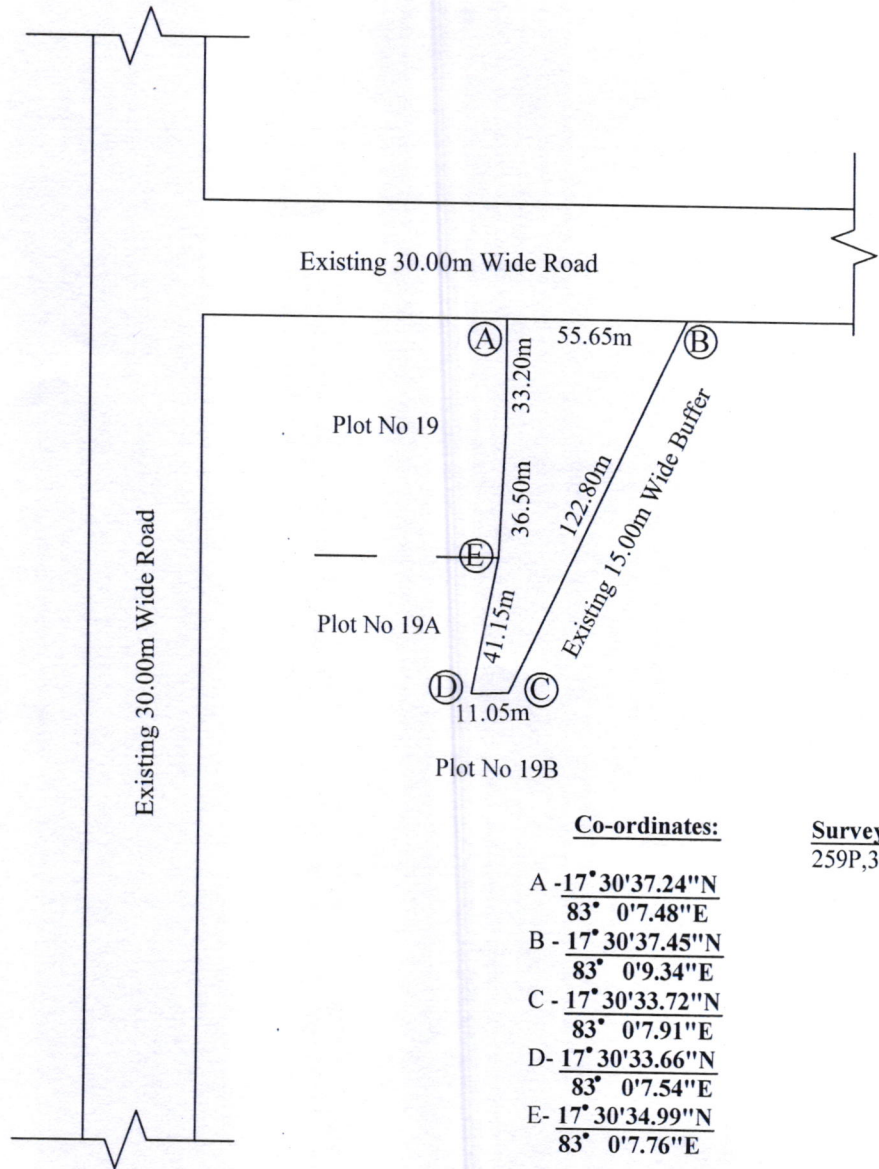 Existing 30.00m Wide Road
A
55.65m
B
33.20m
Plot No 19
36.50m
122.80m
Existing 15.00m Wide Buffer
E
Existing 30.00m Wide Road
Plot No 19A
41.15m
D
C
11.05m
Plot No 19B
Co-ordinates:
Survey
259P,3
A -17°30'37.24"N
83° 0'7.48"E
B - 17°30'37.45"N
83° 0'9.34"E
C - 17°30'33.72"N
83° 0'7.91"E
D- 17°30'33.66"N
83° 0'7.54"E
E- 17°30'34.99"N
83° 0'7.76"E